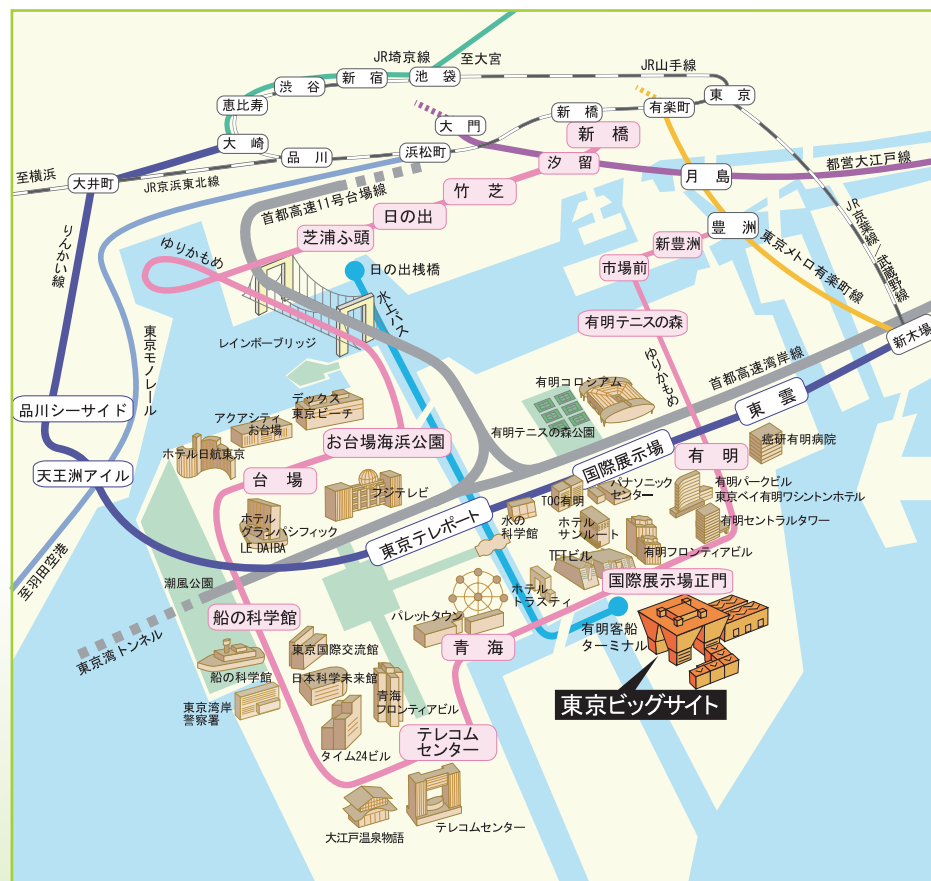 JR埼京線
至大宮
JR山手線
新宿
池袋
渋谷
恵比寿
東京
有楽町
新橋
大門
新橋
大崎
品川
浜松町
汐留
都営大江戸線
至横浜
大井町
JR京浜東北線
月島
竹芝
首都高速11号台場線
日の出
芝浦ふ頭
豊洲
新豊洲
JR京葉線
武蔵野線
東京メトロ有楽町線
りんかい線
ゆりかもめ
日の出桟橋
市場前
水上バス
有明テニスの森
新木場
東京モノレール
レインボーブリッジ
ゆりかもめ
首都高速湾岸線
有明コロシアム
品川シーサイド
アクアシティ
お台場
デックス
東京ビーチ
東雲
有明テニスの森公園
お台場海浜公園
ホテル日航東京
国際展示場
有明
癌研有明病院
天王洲アイル
台場
フジテレビ
TOC有明
パナソニック
センター
有明パークビル
東京ベイ有明ワシントンホテル
ホテル
グランパシフィック
LE DAIBA
東京テレポート
水の
科学館
ホテル
サンルート
有明セントラルタワー
有明フロンティアビル
TFTビル
至羽田空港
潮風公園
国際展示場正門
ホテル
トラスティ
船の科学館
パレットタウン
有明客船
ターミナル
東京湾トンネル
東京国際交流館
青海
船の科学館
日本科学未来館
東京湾岸
警察署
青海
フロンティアビル
東京ビッグサイト
タイム24ビル
テレコム
センター
大江戸温泉物語
テレコムセンター